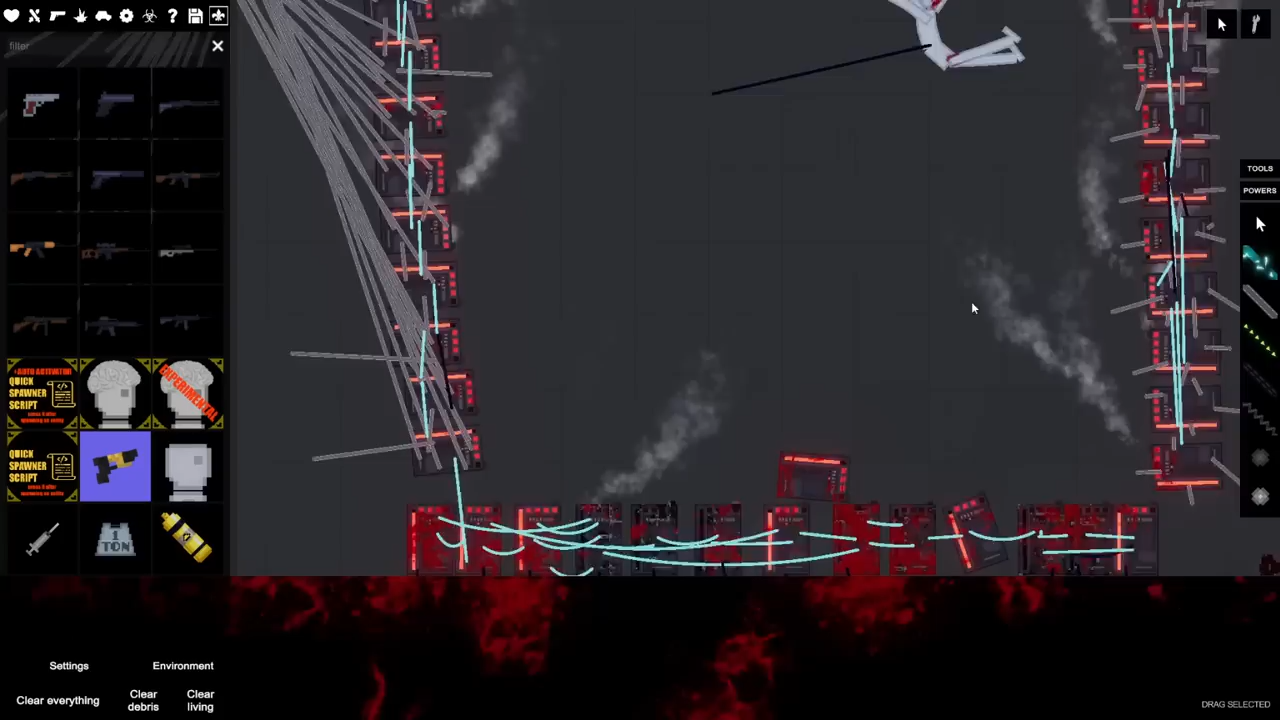 filter
TOOLS
POWERS
+AUTO ACTIVATOR
QUICK
SPAWNER
SCRIPT
EXPERIMENTAL
QUICK
SPAWNER
SCRIPT
1
TON
Settings
Environment
Clear everything
Clear
debris
Clear
living
DRAG SELECTED